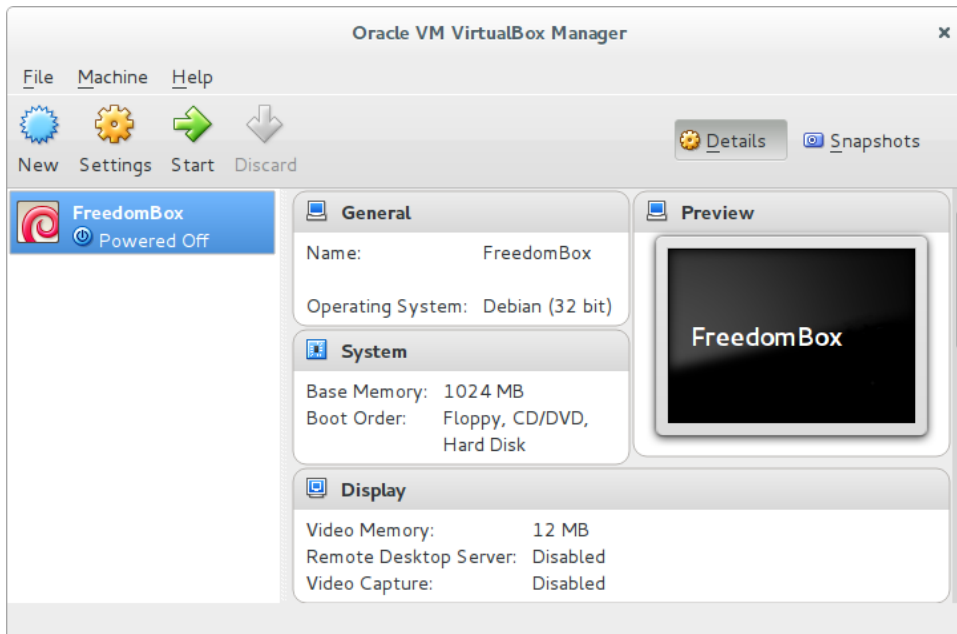 Oracle VM VirtualBox Manager
File Machine Help
New Settings Start Discard
Details Snapshots
FreedomBox
Powered Off
General
Name: FreedomBox
Operating System: Debian (32 bit)
System
Base Memory: 1024 MB
Boot Order: Floppy, CD/DVD,
Hard Disk
Preview
FreedomBox
Display
Video Memory: 12 MB
Remote Desktop Server: Disabled
Video Capture: Disabled